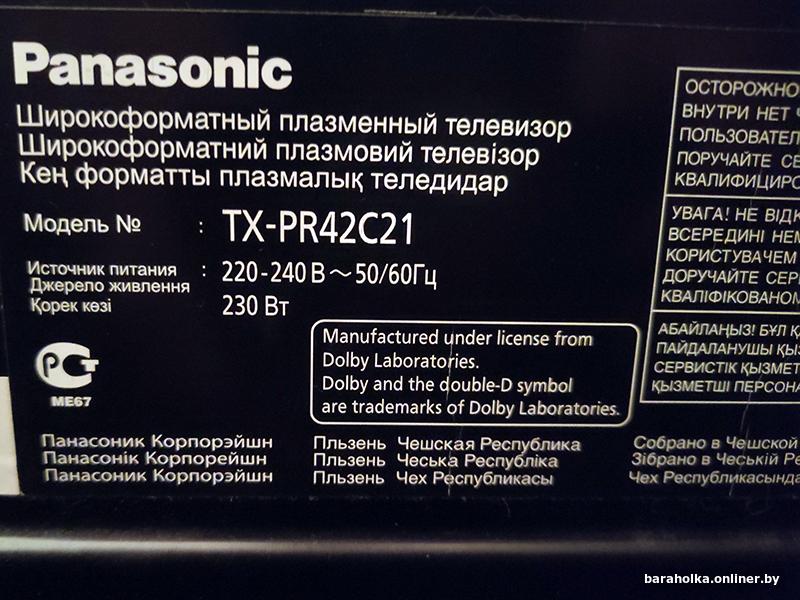 Panasonic
Широкоформатный плазменный телевизор
Широкоформатний плазмовий телевізор
Кең форматты плазмалық теледидар
Модель № : TX-PR42C21
Источник питания : 220-240 В ~ 50/60Гц
Джерело живлення
Қорек көзі 230 Вт
Manufactured under license from
Dolby Laboratories.
Dolby and the double-D symbol
are trademarks of Dolby Laboratories.
РСТ
ME67
Панасоник Корпорэйшн Пльзень Чешская Республика Собрано в Чешской
Панасонік Корпорейшн Пльзень Чеська Республіка Зібрано в Чеській
Панасоник Корпорэйшн Пльзень Чех Республикасы Чех
ОСТОРОЖНО
ВНУТРИ НЕТ
ПОРУЧАЙТЕ
УВАГА! НЕ
ВСЕРЕДИНІ
КОРИСТУВАЧЕМ
ДОРУЧАЙТЕ
АБАЙЛАҢЫЗ! БҰЛ
ПАЙДАЛАНУШЫ
СЕРВИСТІК
ҚЫЗМЕТШІ
baraholka.onliner.by